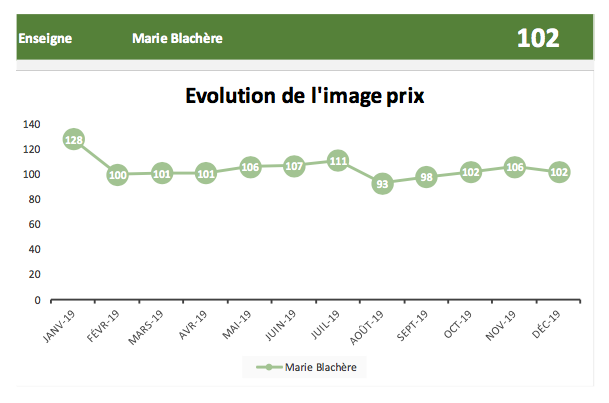 Enseigne Marie Blachère 102
Evolution de l'image prix
140
120
100
80
60
40
20
0
128 100 101 101 106 107 111 93 98 102 106 102
JANV-19 FÉVR-19 MARS-19 AVR-19 MAI-19 JUIN-19 JUIL-19 AOÛT-19 SEPT-19 OCT-19 NOV-19 DÉC-19
Marie Blachère